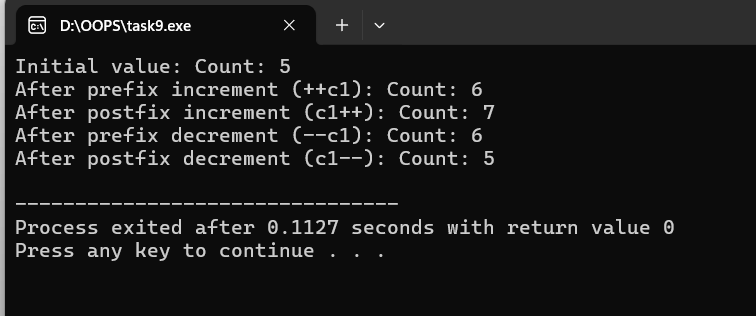 D:\OOPS\task9.exe
Initial value: Count: 5
After prefix increment (++c1): Count: 6
After postfix increment (c1++): Count: 7
After prefix decrement (--c1): Count: 6
After postfix decrement (c1--): Count: 5
--------------------------------
Process exited after 0.1127 seconds with return value 0
Press any key to continue . . .